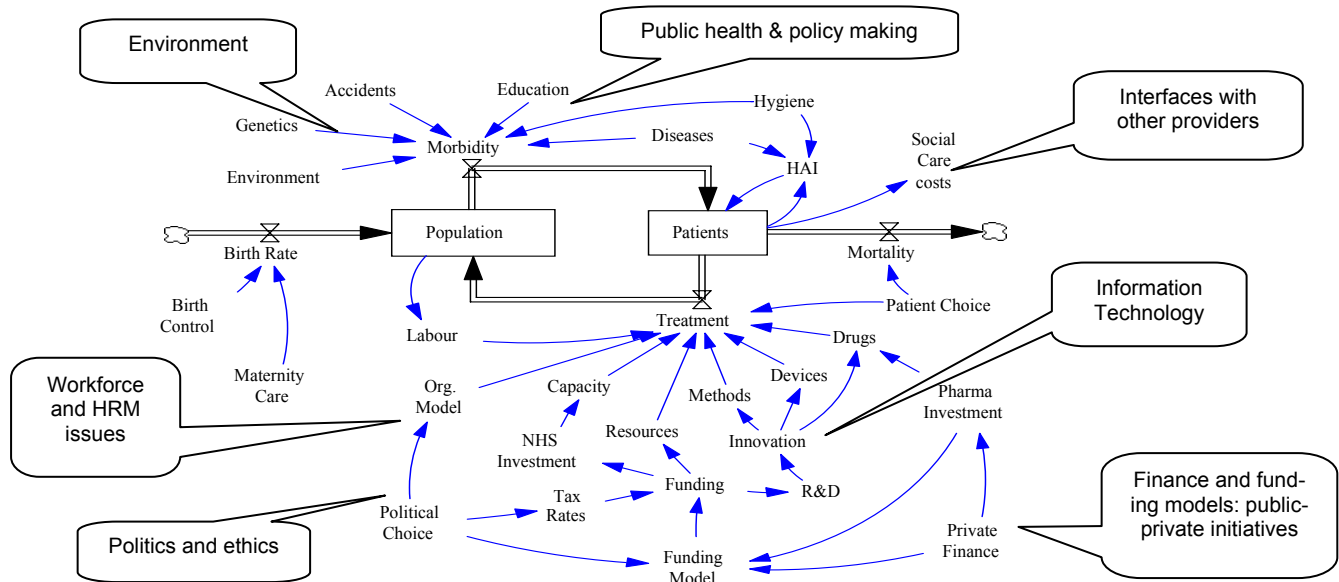 Environment
Public health & policy making
Accidents
Education
Hygiene
Interfaces with
other providers
Genetics
Diseases
Social
Care
costs
Morbidity
HAI
Environment
Population
Patients
Birth Rate
Mortality
Birth
Control
Patient Choice
Information
Technology
Treatment
Labour
Drugs
Workforce
and HRM
issues
Maternity
Care
Org.
Model
Capacity
Methods
Devices
Pharma
Investment
NHS
Investment
Resources
Innovation
Finance and fund-
ing models: public-
private initiatives
Political
Choice
Tax
Rates
Funding
R&D
Private
Finance
Politics and ethics
Funding
Model